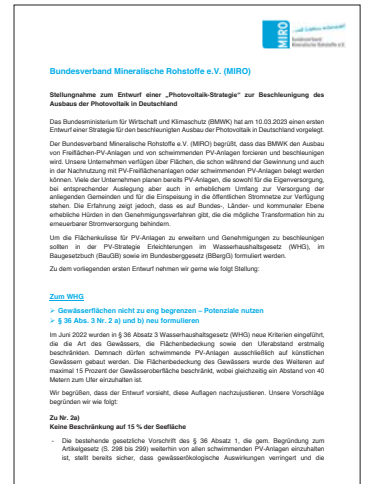 MIRO
Bundesverband
Mineralische Rohstoffe e.V.
Bundesverband Mineralische Rohstoffe e.V. (MIRO)
Stellungnahme zum Entwurf einer „Photovoltaik-Strategie“ zur Beschleunigung des
Ausbaus der Photovoltaik in Deutschland
Das Bundesministerium für Wirtschaft und Klimaschutz (BMWK) hat am 10.03.2023 einen ersten
Entwurf einer Strategie für den beschleunigten Ausbau der Photovoltaik in Deutschland vorgelegt.
Der Bundesverband Mineralische Rohstoffe e.V. (MIRO) begrüßt, dass das BMWK den Ausbau
von Freiflächen-PV-Anlagen und von schwimmenden PV-Anlagen forcieren und beschleunigen
wird. Unsere Unternehmen verfügen über Flächen, die schon während der Gewinnung und auch
in der Nachnutzung mit PV-Freiflächenanlagen oder schwimmenden PV-Anlagen belegt werden
können. Viele der Unternehmen planen bereits PV-Anlagen, die sowohl für die Eigenversorgung,
bei entsprechender Auslegung aber auch in erheblichem Umfang zur Versorgung der
anliegenden Gemeinden und für die Einspeisung in die öffentlichen Stromnetze zur Verfügung
stehen. Die Erfahrung zeigt jedoch, dass es auf Bundes-, Länder- und kommunaler Ebene
erhebliche Hürden in den Genehmigungsverfahren gibt, die die mögliche Transformation hin zu
erneuerbarer Stromversorgung behindern.
Um die Flächenkulisse für PV-Anlagen zu erweitern und Genehmigungen zu beschleunigen
sollten in der PV-Strategie Erleichterungen im Wasserhaushaltsgesetz (WHG), im
Baugesetzbuch (BauGB) sowie im Bundesberggesetz (BBergG) formuliert werden.
Zu dem vorliegenden ersten Entwurf nehmen wir gerne wie folgt Stellung:
Zum WHG
➢ Gewässerflächen nicht zu eng begrenzen – Potenziale nutzen
➢ § 36 Abs. 3 Nr. 2 a) und b) neu formulieren
Im Juni 2022 wurden in § 36 Absatz 3 Wasserhaushaltsgesetz (WHG) neue Kriterien eingeführt,
die die Art des Gewässers, die Flächenbedeckung sowie den Uferabstand erstmalig
beschränkten. Demnach dürfen schwimmende PV-Anlagen ausschließlich auf künstlichen
Gewässern gebaut werden. Die Flächenbedeckung des Gewässers wurde des Weiteren auf
maximal 15 Prozent der Gewässeroberfläche beschränkt, wobei gleichzeitig ein Abstand von 40
Metern zum Ufer einzuhalten ist.
Wir begrüßen, dass der Entwurf vorsieht, diese Auflagen nachzujustieren. Unsere Vorschläge
begründen wir wie folgt:
Zu Nr. 2a)
Keine Beschränkung auf 15 % der Seefläche
- Die bestehende gesetzliche Vorschrift des § 36 Absatz 1, die gem. Begründung zum
Artikelgesetz (S. 298 bis 299) weiterhin von allen schwimmenden PV-Anlagen einzuhalten
ist, stellt bereits sicher, dass gewässerökologische Auswirkungen verringert und die